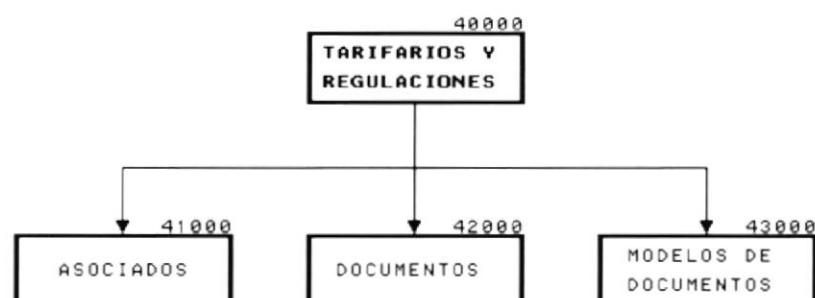 40000
TARIFARIOS Y
REGULACIONES
41000
ASOCIADOS
42000
DOCUMENTOS
43000
MODELOS DE
DOCUMENTOS